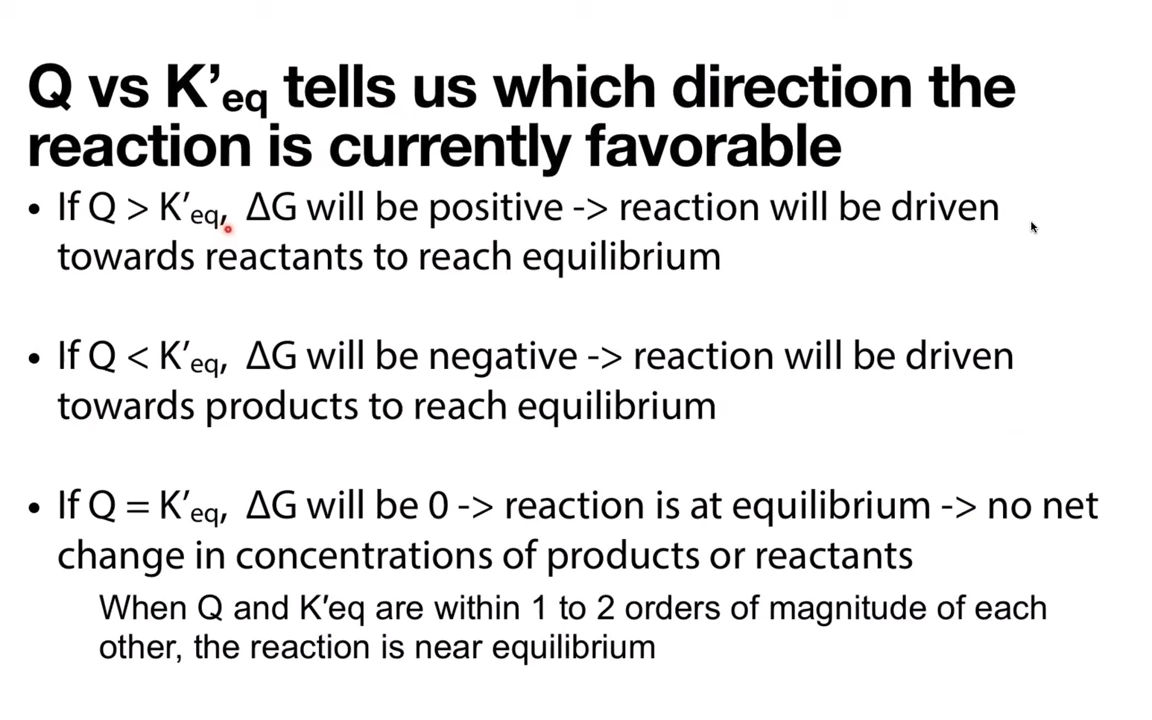 Q vs K’eq tells us which direction the
reaction is currently favorable
• If Q > K′eq, ΔG will be positive -> reaction will be driven
towards reactants to reach equilibrium
• If Q < K′eq, ΔG will be negative -> reaction will be driven
towards products to reach equilibrium
• If Q = K′eq, ΔG will be 0 -> reaction is at equilibrium -> no net
change in concentrations of products or reactants
When Q and K′eq are within 1 to 2 orders of magnitude of each
other, the reaction is near equilibrium